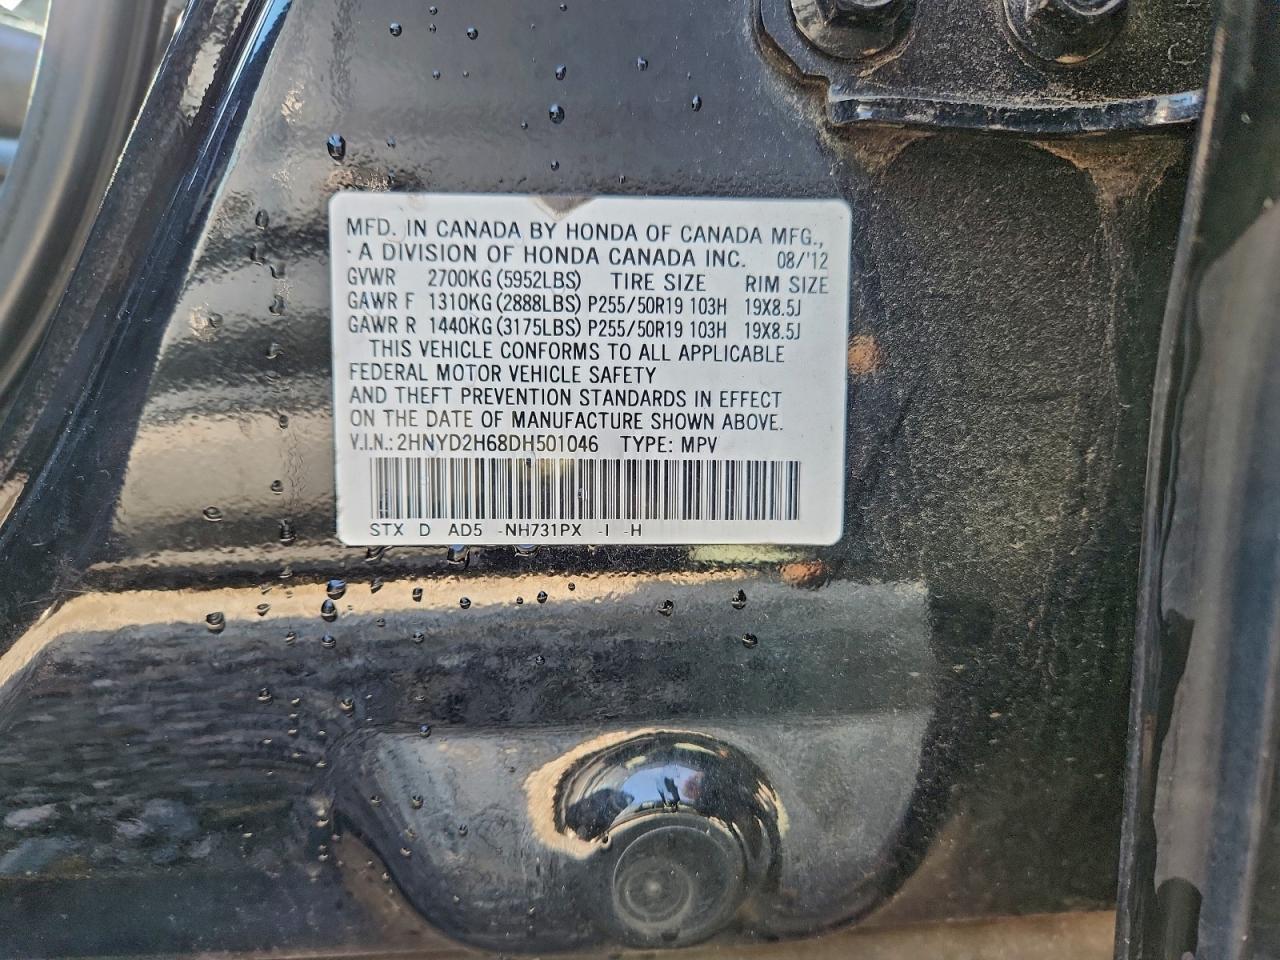 MFD. IN CANADA BY HONDA OF CANADA MFG.,
A DIVISION OF HONDA CANADA INC. 08/'12
GVWR 2700KG (5952LBS) TIRE SIZE RIM SIZE
GAWR F 1310KG (2888LBS) P255/50R19 103H 19X8.5J
GAWR R 1440KG (3175LBS) P255/50R19 103H 19X8.5J
THIS VEHICLE CONFORMS TO ALL APPLICABLE
FEDERAL MOTOR VEHICLE SAFETY
AND THEFT PREVENTION STANDARDS IN EFFECT
ON THE DATE OF MANUFACTURE SHOWN ABOVE.
V.I.N.: 2HNYD2H68DH501046 TYPE: MPV
STX D AD5 -NH731PX -I -H